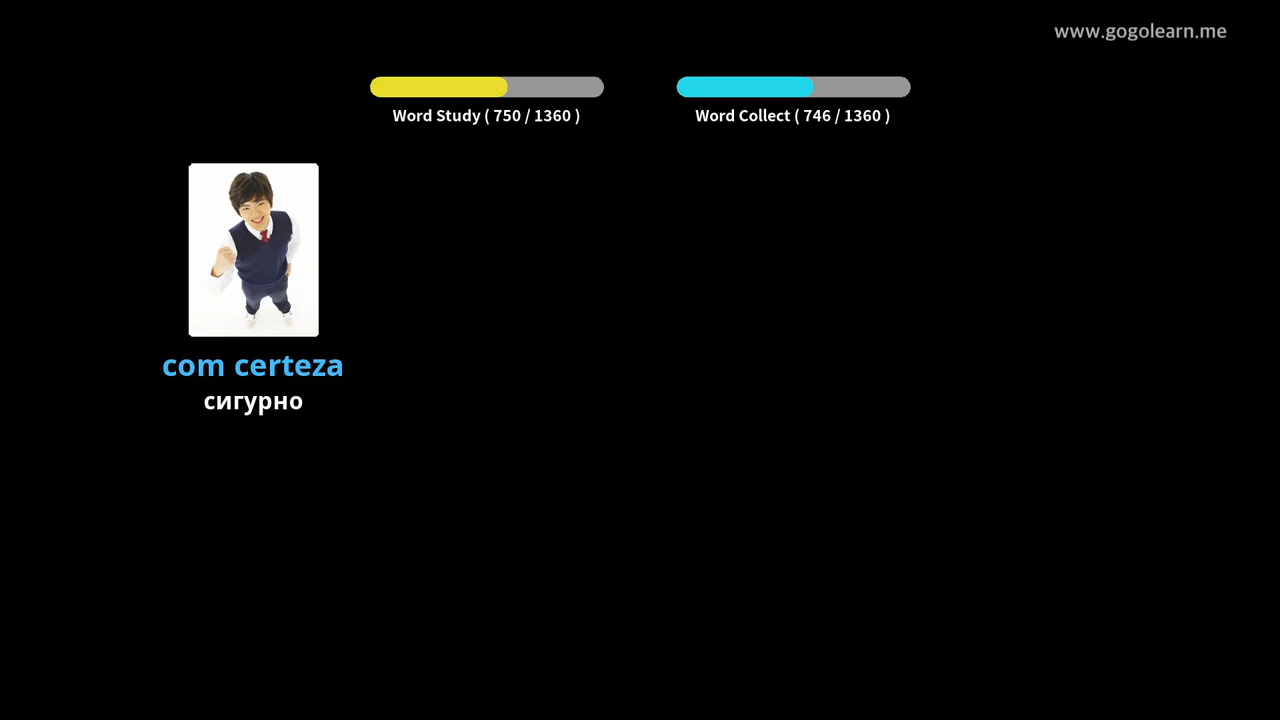 www.gogolearn.me
Word Study ( 750 / 1360 )
Word Collect ( 746 / 1360 )
com certeza
сигурно